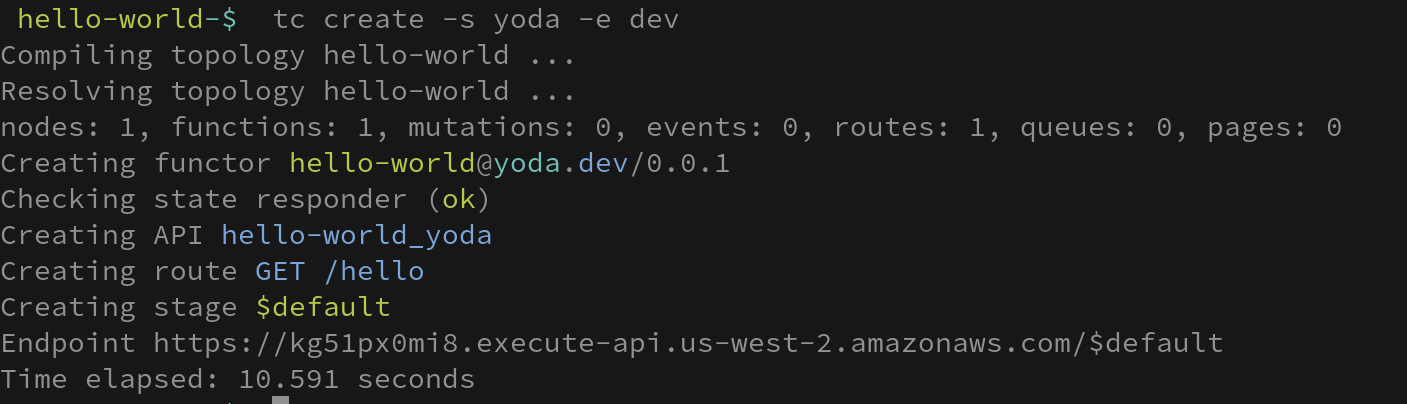 hello-world-$ tc create -s yoda -e dev
Compiling topology hello-world ...
Resolving topology hello-world ...
nodes: 1, functions: 1, mutations: 0, events: 0, routes: 1, queues: 0, pages: 0
Creating functor hello-world@yoda.dev/0.0.1
Checking state responder (ok)
Creating API hello-world_yoda
Creating route GET /hello
Creating stage $default
Endpoint https://kg51px0mi8.execute-api.us-west-2.amazonaws.com/$default
Time elapsed: 10.591 seconds